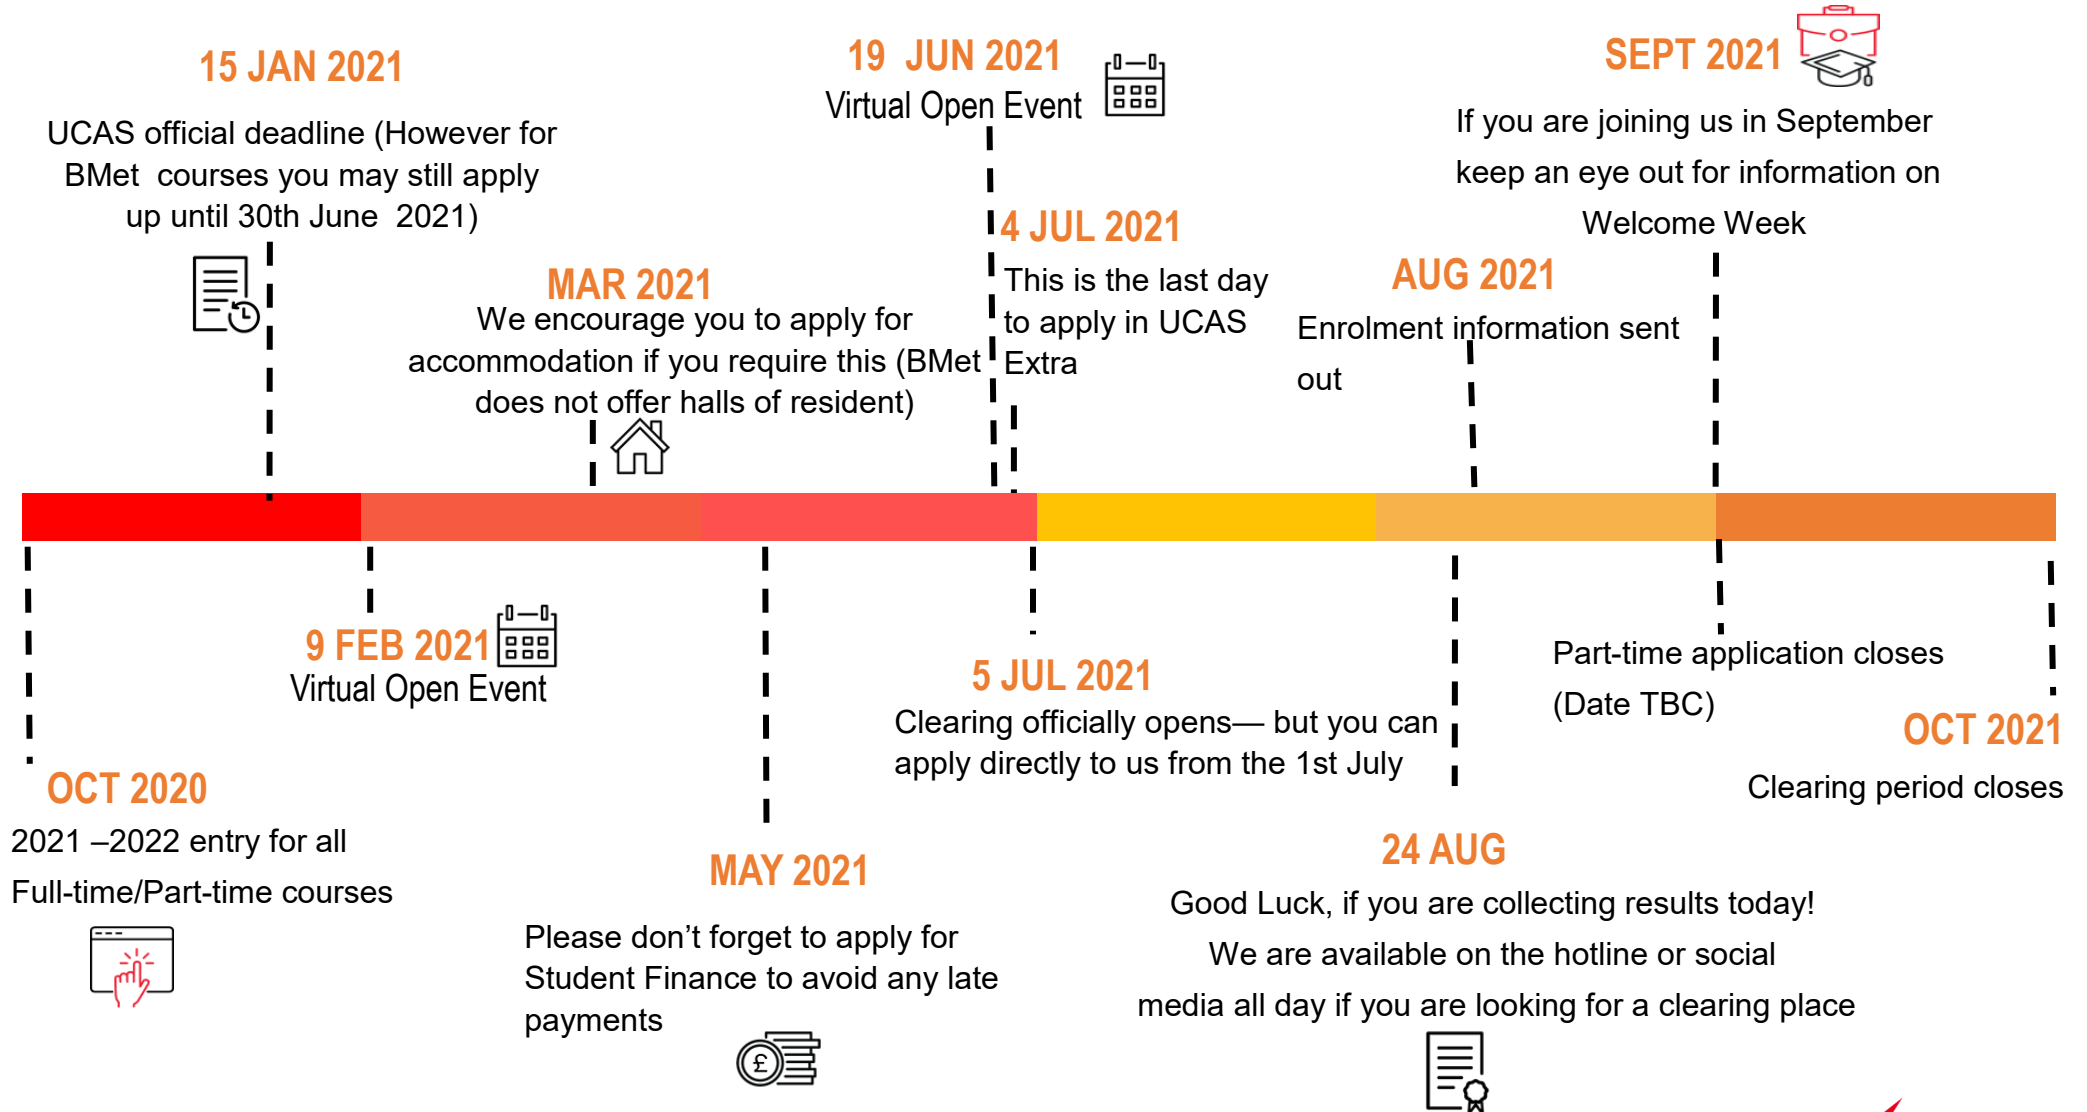 15 JAN 2021
UCAS official deadline (However for
BMet courses you may still apply
up until 30th June 2021)
MAR 2021
We encourage you to apply for
accommodation if you require this (BMet
does not offer halls of resident)
19 JUN 2021
Virtual Open Event
4 JUL 2021
This is the last day
to apply in UCAS
Extra
AUG 2021
Enrolment information sent
out
SEPT 2021
If you are joining us in September
keep an eye out for information on
Welcome Week
OCT 2020
2021 –2022 entry for all
Full-time/Part-time courses
9 FEB 2021
Virtual Open Event
MAY 2021
Please don’t forget to apply for
Student Finance to avoid any late
payments
£
5 JUL 2021
Clearing officially opens— but you can
apply directly to us from the 1st July
24 AUG
Good Luck, if you are collecting results today!
We are available on the hotline or social
media all day if you are looking for a clearing place
Part-time application closes
(Date TBC)
OCT 2021
Clearing period closes